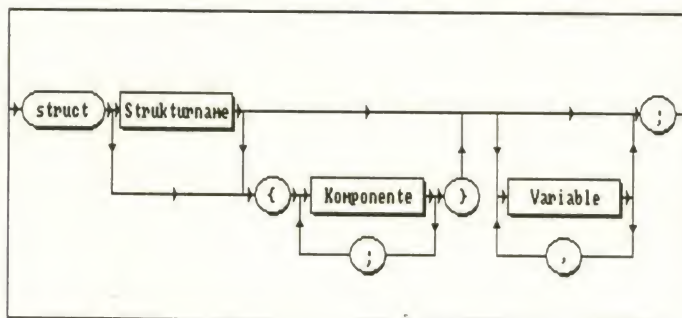 struct Strukturname ;
{ Komponente } Variable
; ,